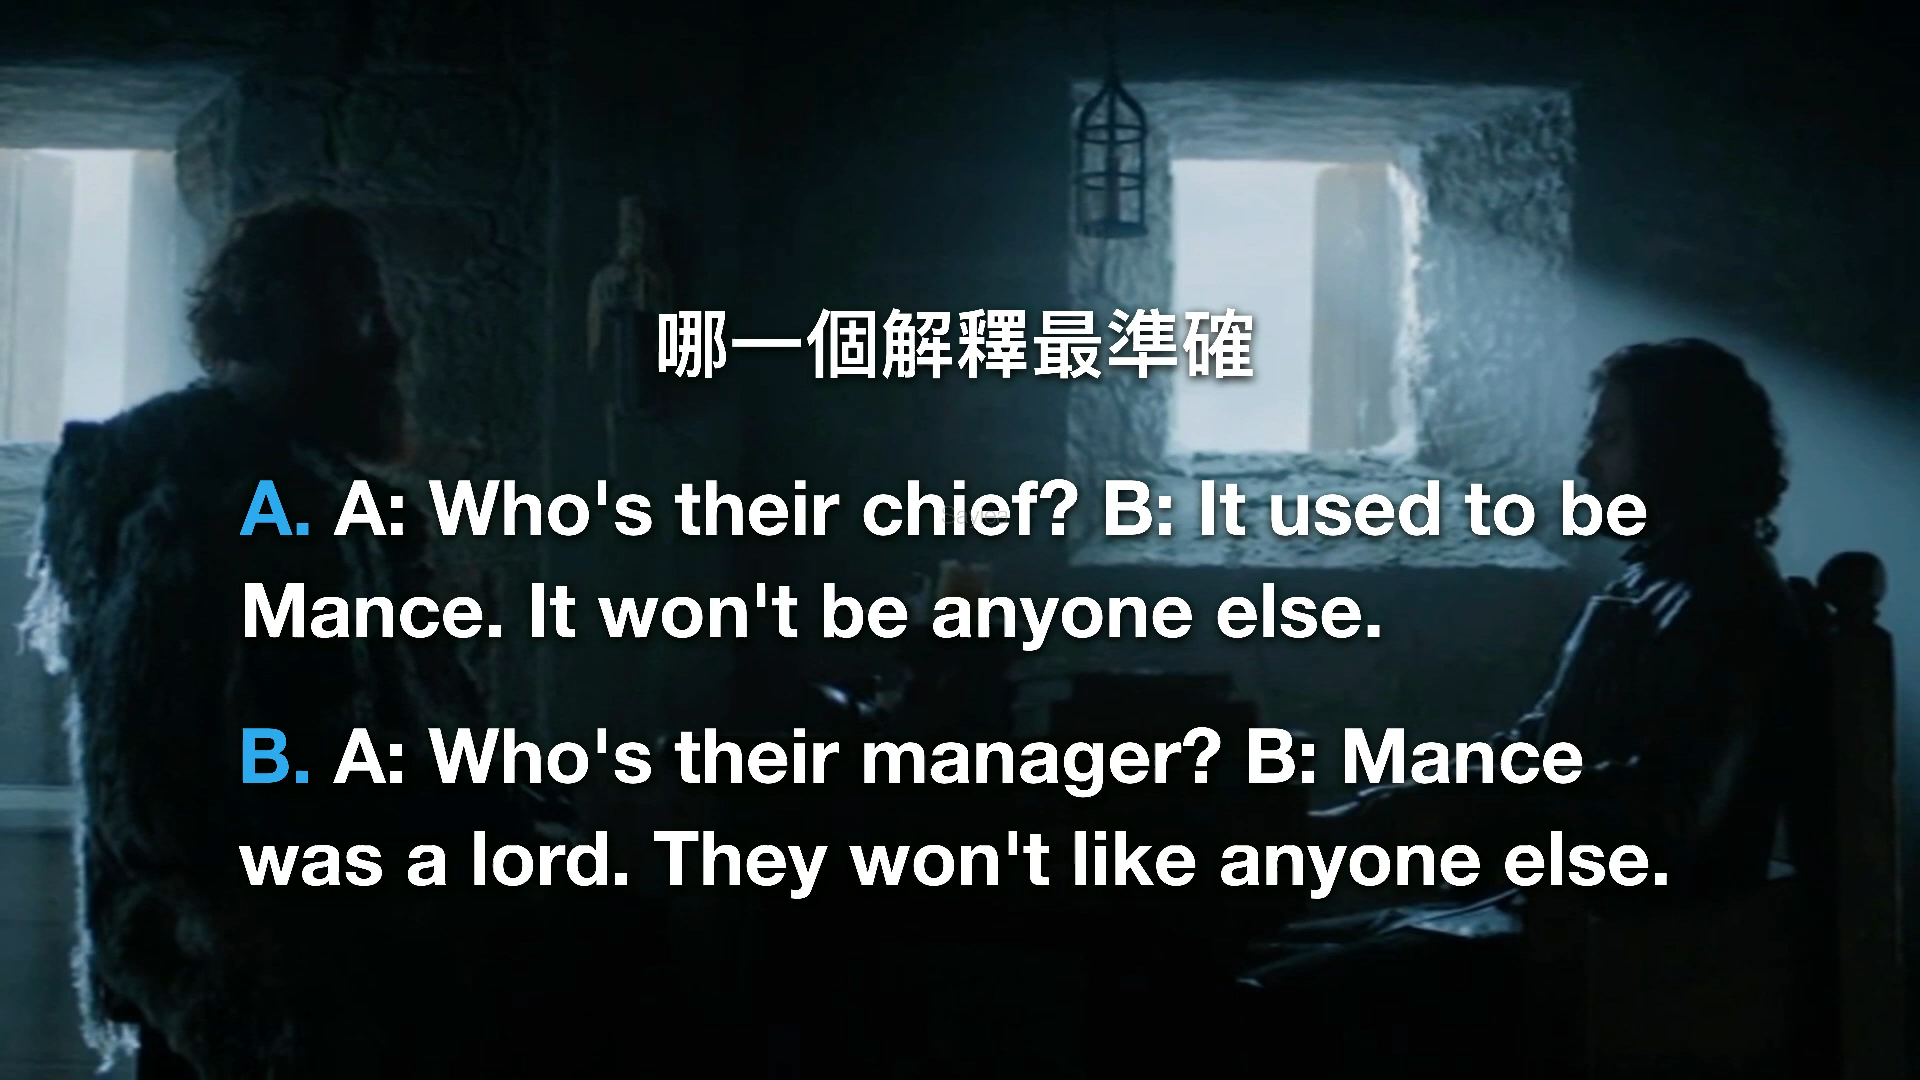 哪一個解釋最準確
A. A: Who's their chief? B: It used to be
Mance. It won't be anyone else.
B. A: Who's their manager? B: Mance
was a lord. They won't like anyone else.